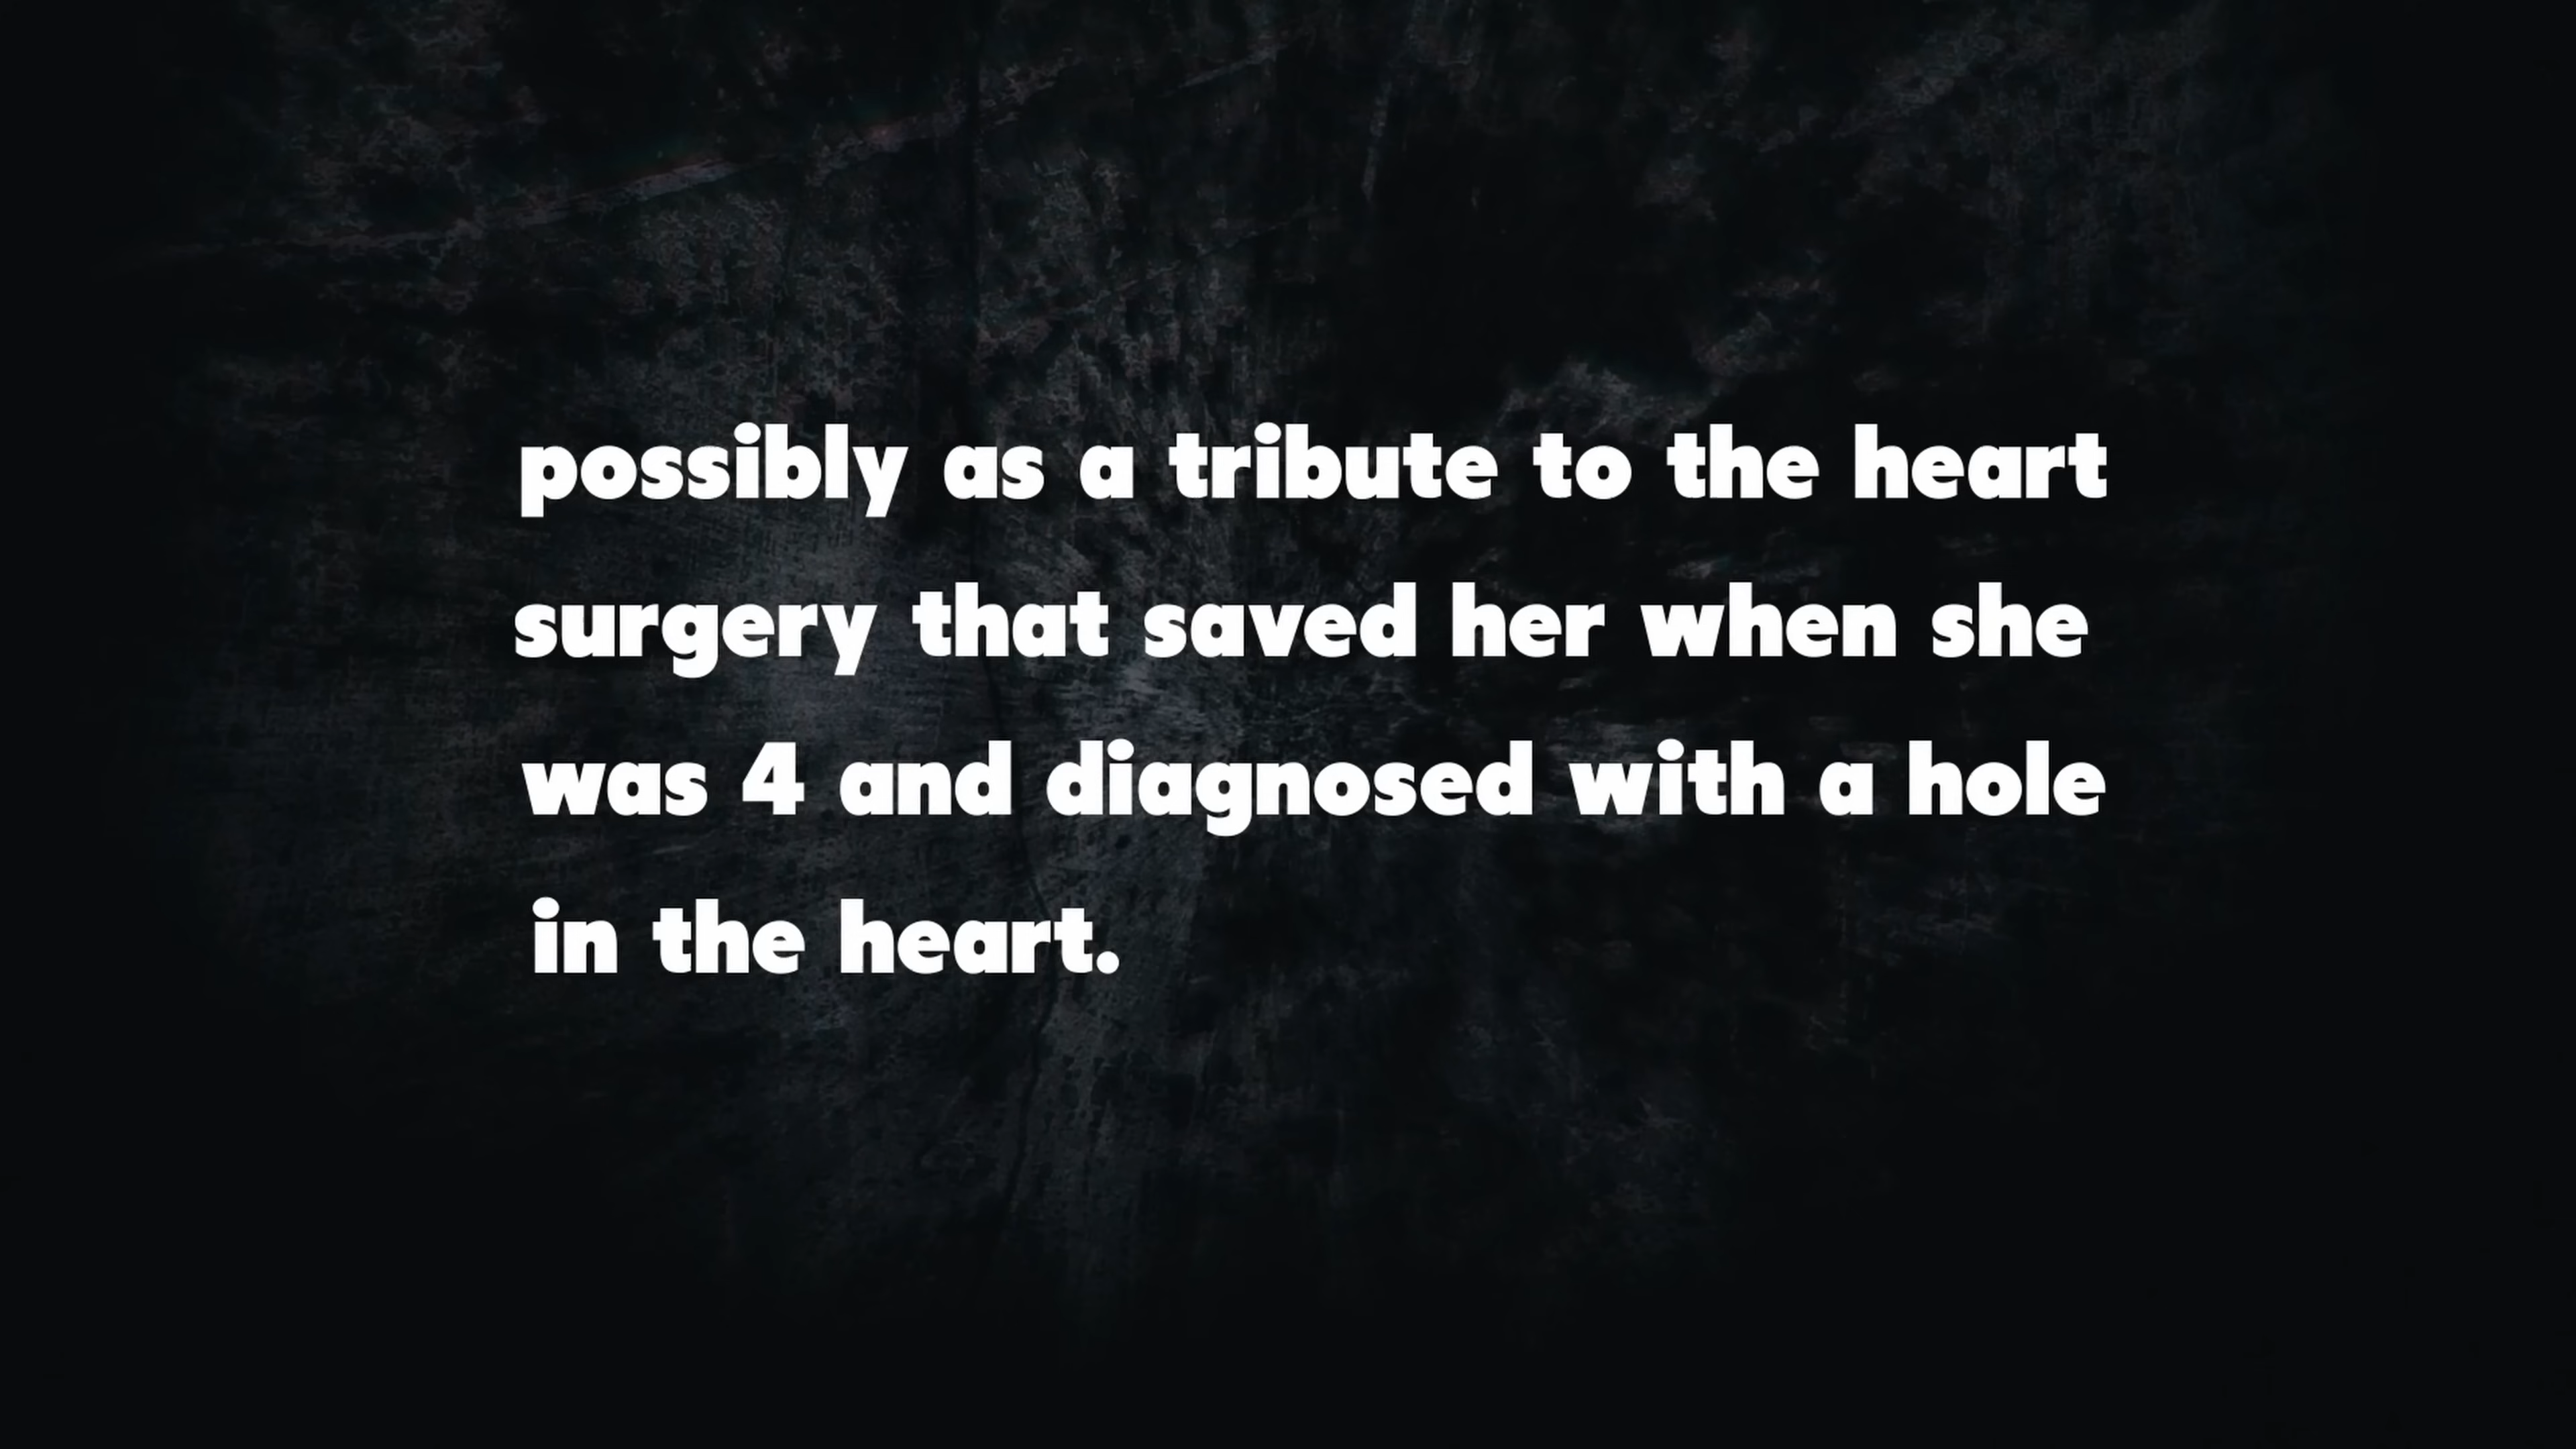 possibly as a tribute to the heart
surgery that saved her when she
was 4 and diagnosed with a hole
in the heart.